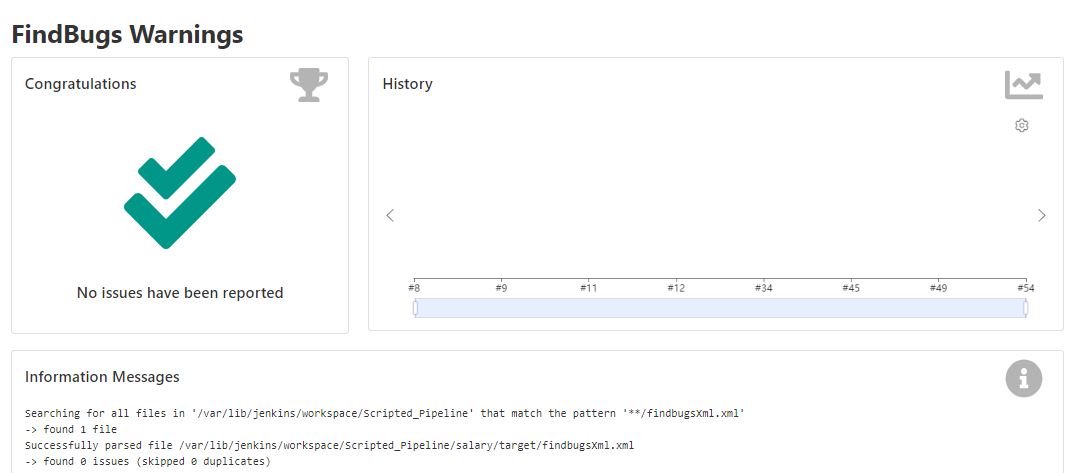 FindBugs Warnings
Congratulations
No issues have been reported
History
#8 #9 #11 #12 #34 #45 #49 #54
Information Messages
Searching for all files in '/var/lib/jenkins/workspace/Scripted_Pipeline' that match the pattern '**/findbugsXml.xml'
-> found 1 file
Successfully parsed file /var/lib/jenkins/workspace/Scripted_Pipeline/salary/target/findbugsXml.xml
-> found 0 issues (skipped 0 duplicates)